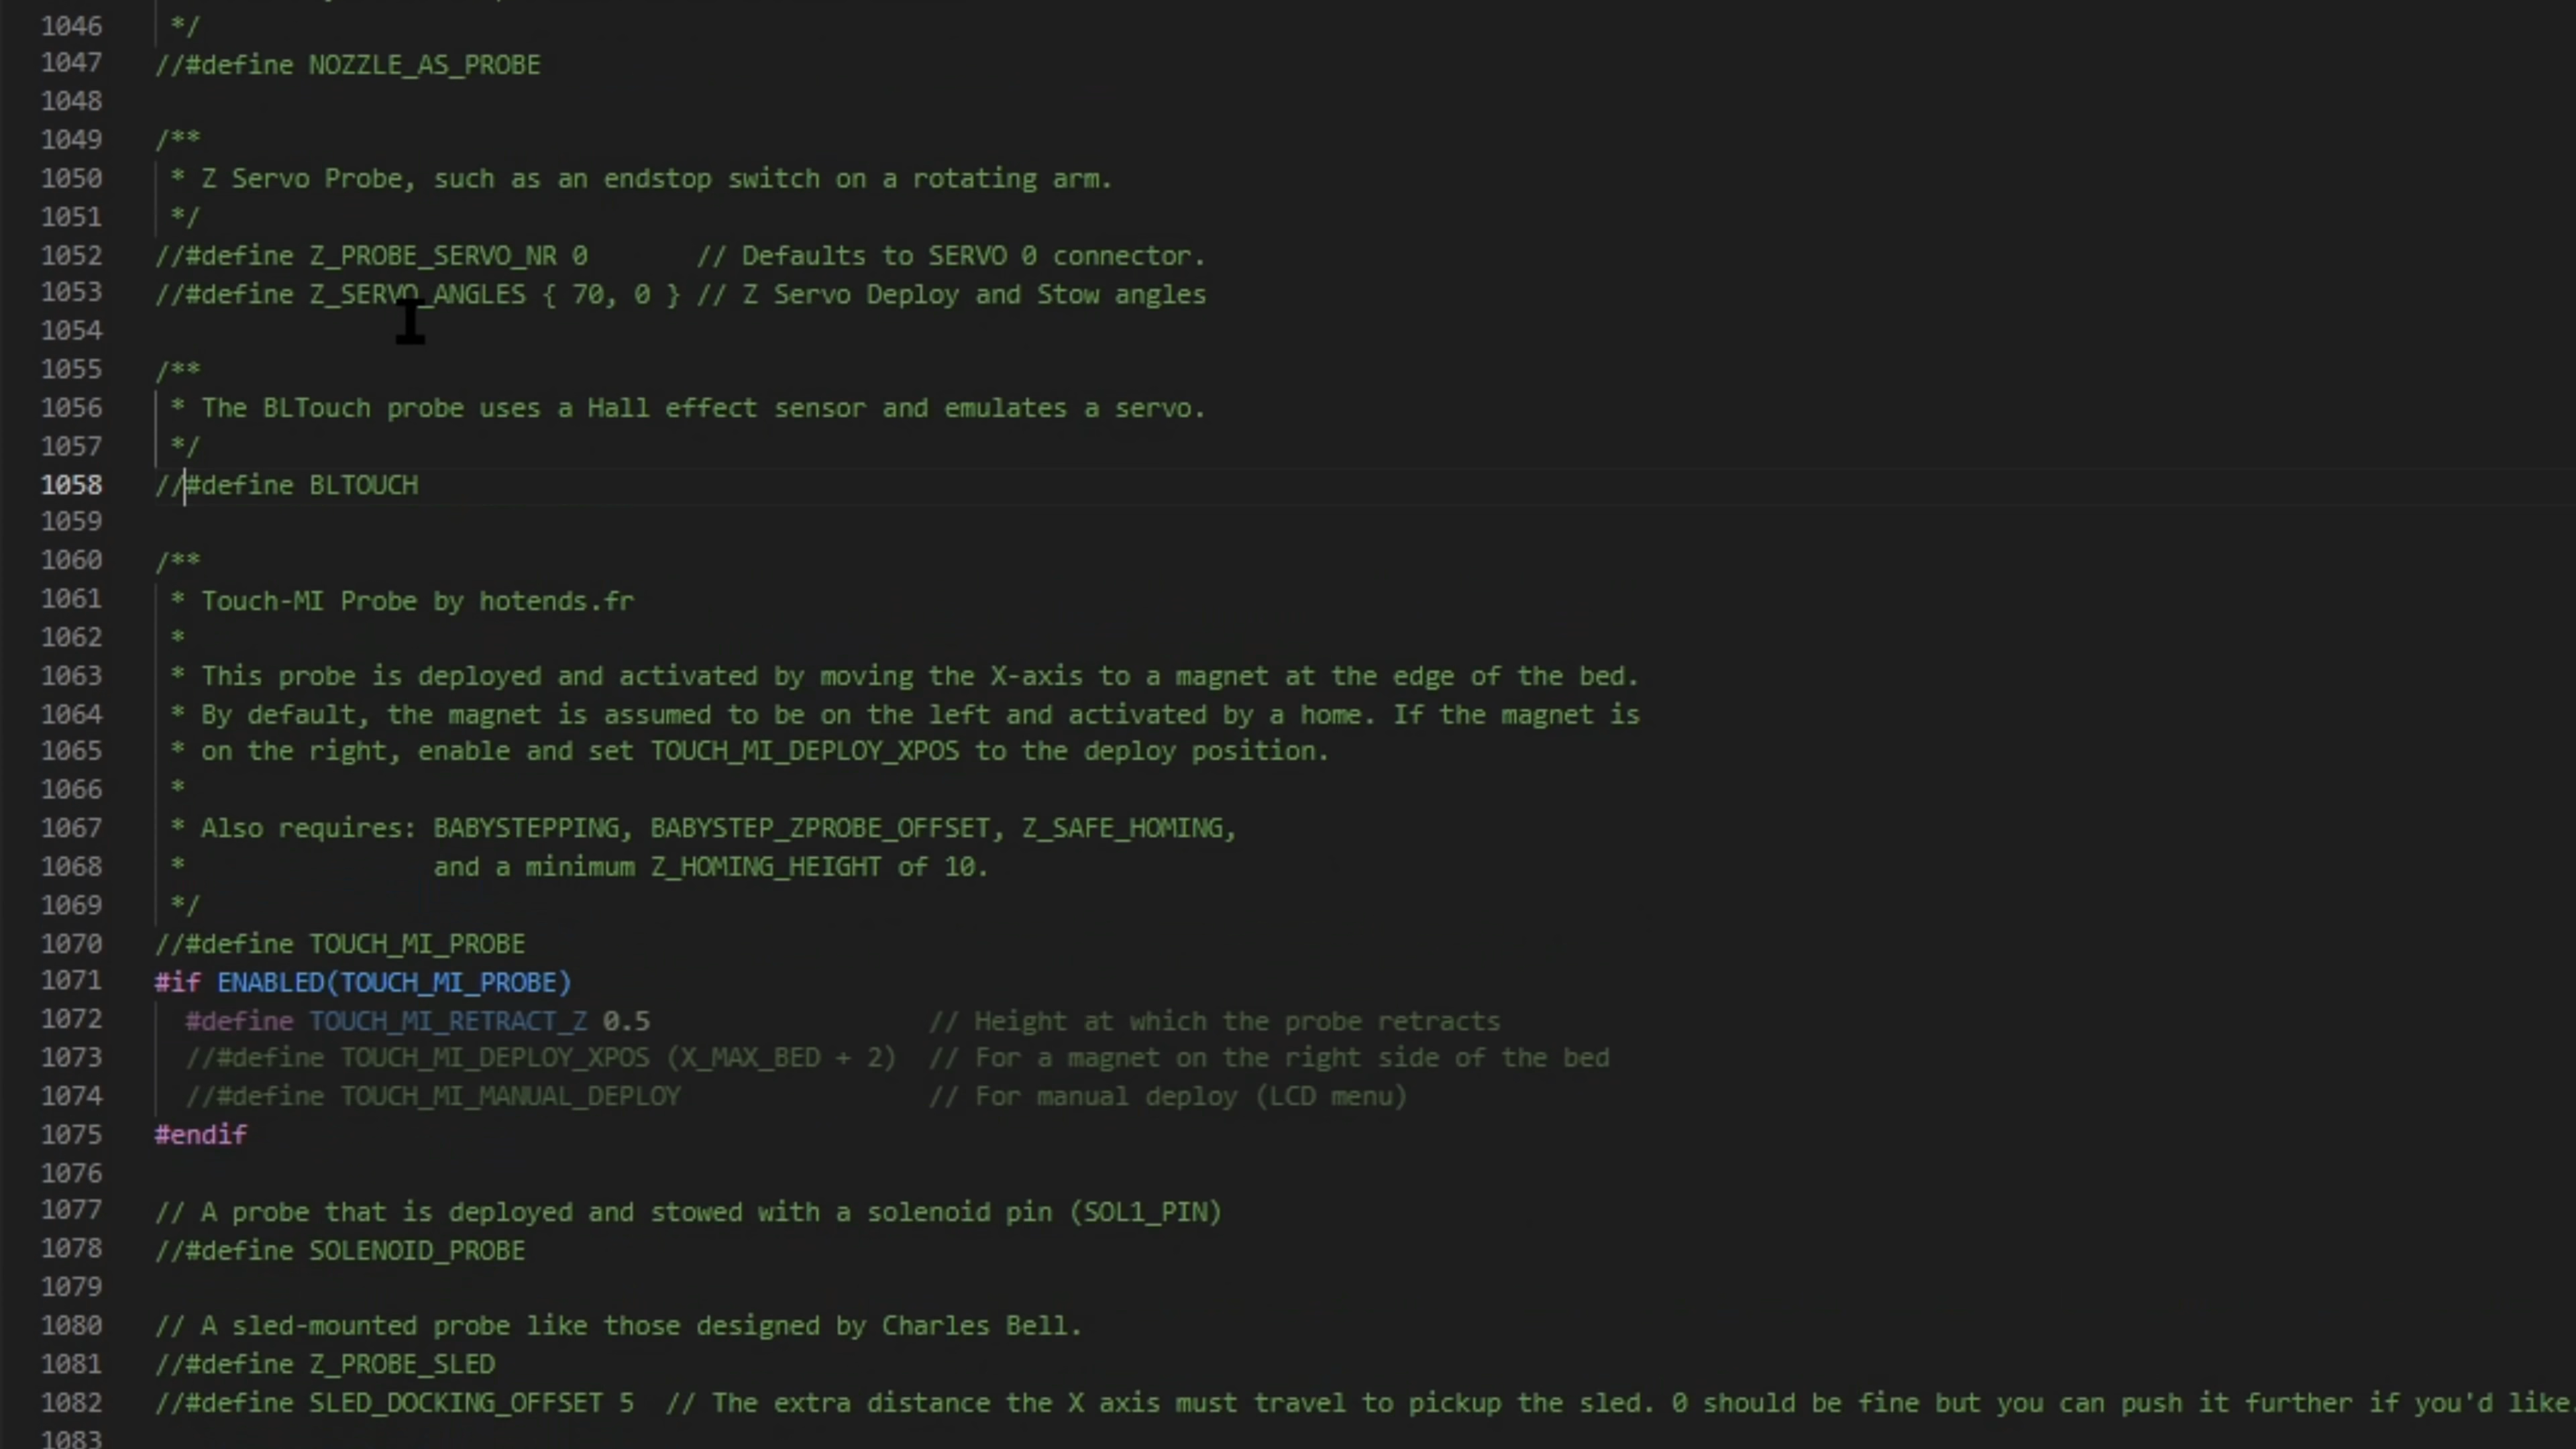 1046 */
1047 //#define NOZZLE_AS_PROBE
1048
1049 /**
1050 * Z Servo Probe, such as an endstop switch on a rotating arm.
1051 */
1052 //#define Z_PROBE_SERVO_NR 0 // Defaults to SERVO 0 connector.
1053 //#define Z_SERVO_ANGLES { 70, 0 } // Z Servo Deploy and Stow angles
1054
1055 /**
1056 * The BLTouch probe uses a Hall effect sensor and emulates a servo.
1057 */
1058 //#define BLTOUCH
1059
1060 /**
1061 * Touch-MI Probe by hotends.fr
1062 *
1063 * This probe is deployed and activated by moving the X-axis to a magnet at the edge of the bed.
1064 * By default, the magnet is assumed to be on the left and activated by a home. If the magnet is
1065 * on the right, enable and set TOUCH_MI_DEPLOY_XPOS to the deploy position.
1066 *
1067 * Also requires: BABYSTEPPING, BABYSTEP_ZPROBE_OFFSET, Z_SAFE_HOMING,
1068 * and a minimum Z_HOMING_HEIGHT of 10.
1069 */
1070 //#define TOUCH_MI_PROBE
1071 #if ENABLED(TOUCH_MI_PROBE)
1072 #define TOUCH_MI_RETRACT_Z 0.5 // Height at which the probe retracts
1073 //#define TOUCH_MI_DEPLOY_XPOS (X_MAX_BED + 2) // For a magnet on the right side of the bed
1074 //#define TOUCH_MI_MANUAL_DEPLOY // For manual deploy (LCD menu)
1075 #endif
1076
1077 // A probe that is deployed and stowed with a solenoid pin (SOL1_PIN)
1078 //#define SOLENOID_PROBE
1079
1080 // A sled-mounted probe like those designed by Charles Bell.
1081 //#define Z_PROBE_SLED
1082 //#define SLED_DOCKING_OFFSET 5 // The extra distance the X axis must travel to pickup the sled. 0 should be fine but you can push it further if you'd like.
1083